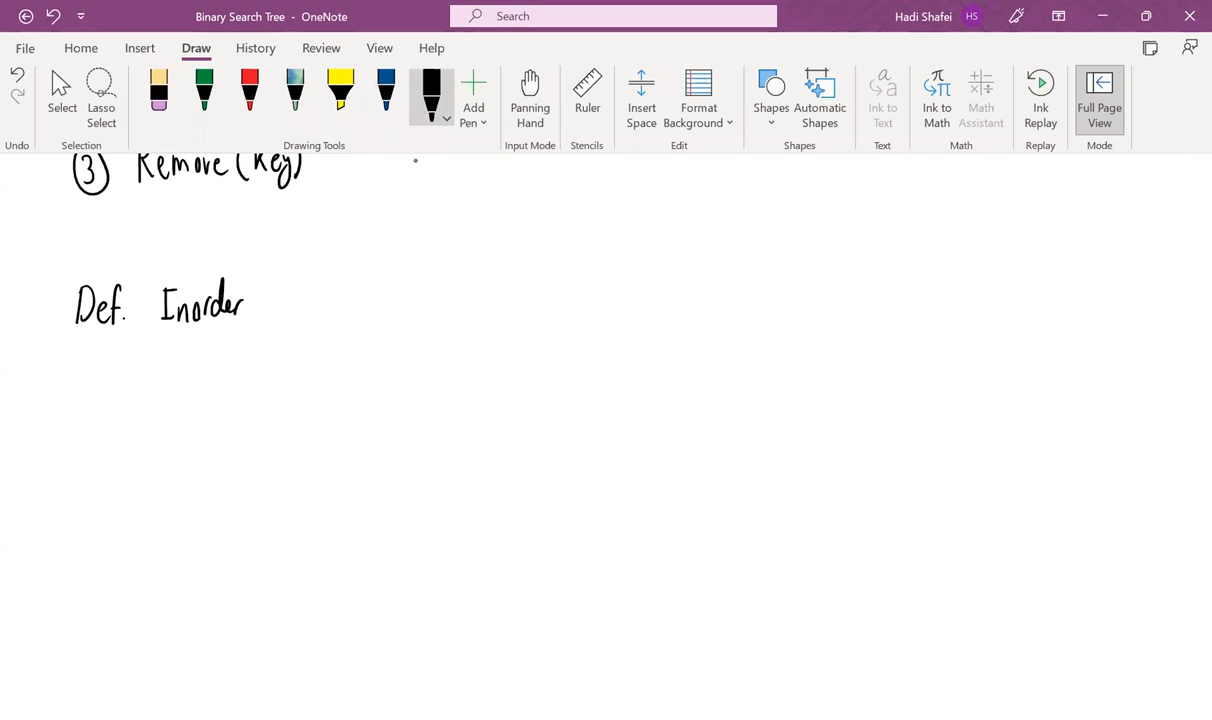 Binary Search Tree - OneNote
Search
Hadi Shafei HS
File Home Insert Draw History Review View Help
Select
Lasso Select
Add Pen
Panning Hand
Ruler
Insert Space
Format Background
Shapes
Automatic Shapes
Ink to Text
Ink to Math
Math Assistant
Ink Replay
Full Page View
Undo Selection Drawing Tools Input Mode Stencils Edit Shapes Text Math Replay Mode
3 Remove(Key)
Def. Inorder